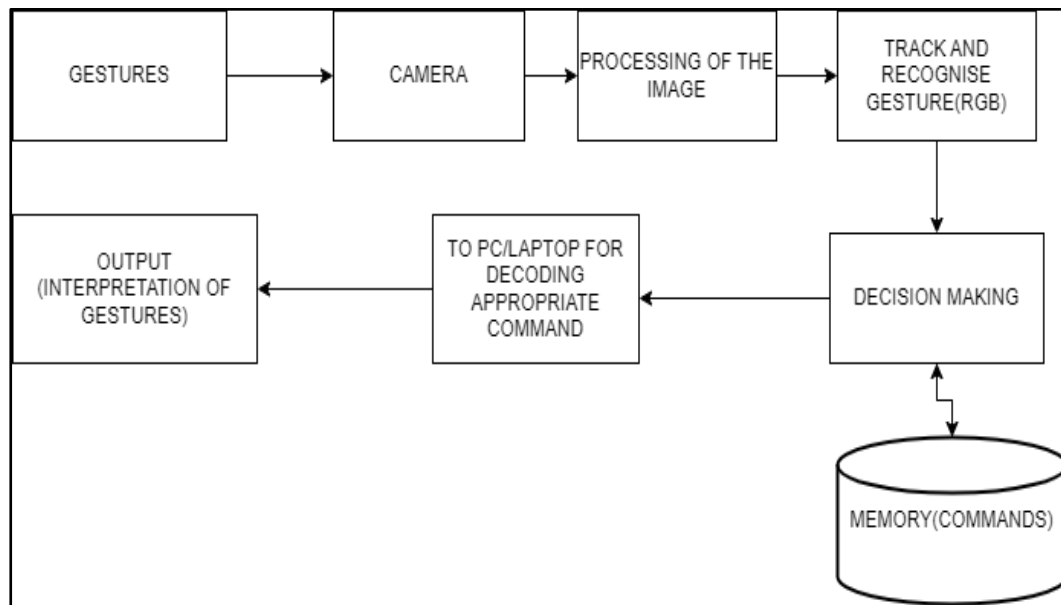 GESTURES
CAMERA
PROCESSING OF THE
IMAGE
TRACK AND
RECOGNISE
GESTURE(RGB)
OUTPUT
(INTERPRETATION OF
GESTURES)
TO PC/LAPTOP FOR
DECODING
APPROPRIATE
COMMAND
DECISION MAKING
MEMORY(COMMANDS)